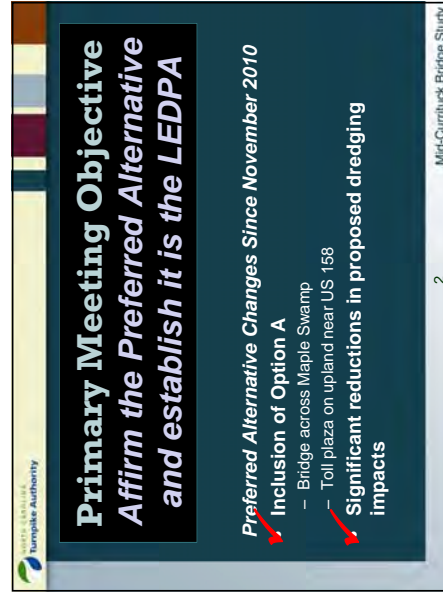 NORTH CAROLINA
Turnpike Authority
Primary Meeting Objective
Affirm the Preferred Alternative
and establish it is the LEDPA
Preferred Alternative Changes Since November 2010
Inclusion of Option A
– Bridge across Maple Swamp
– Toll plaza on upland near US 158
Significant reductions in proposed dredging
impacts
2
Mid-Currituck Bridge Study